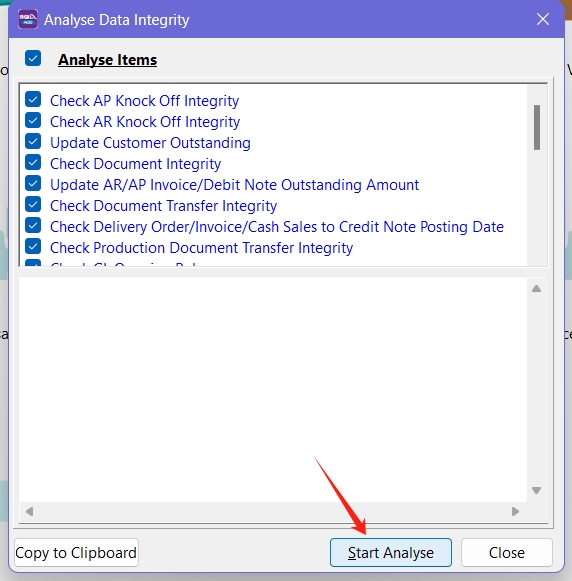 Analyse Data Integrity
Analyse Items
Check AP Knock Off Integrity
Check AR Knock Off Integrity
Update Customer Outstanding
Check Document Integrity
Update AR/AP Invoice/Debit Note Outstanding Amount
Check Document Transfer Integrity
Check Delivery Order/Invoice/Cash Sales to Credit Note Posting Date
Check Production Document Transfer Integrity
Copy to Clipboard
Start Analyse
Close